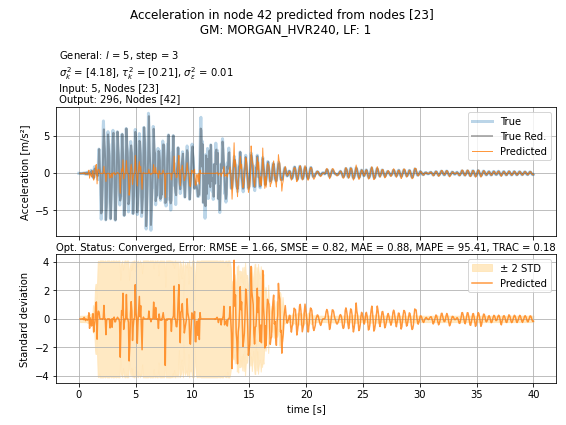 Acceleration in node 42 predicted from nodes [23]
GM: MORGAN_HVR240, LF: 1
General: l = 5, step = 3
σ²ₖ = [4.18], τ²ₖ = [0.21], σ²ε = 0.01
Input: 5, Nodes [23]
Output: 296, Nodes [42]
Acceleration [m/s²]
5
0
−5
True
True Red.
Predicted
Opt. Status: Converged, Error: RMSE = 1.66, SMSE = 0.82, MAE = 0.88, MAPE = 95.41, TRAC = 0.18
Standard deviation
4
2
0
−2
−4
± 2 STD
Predicted
0 5 10 15 20 25 30 35 40
time [s]